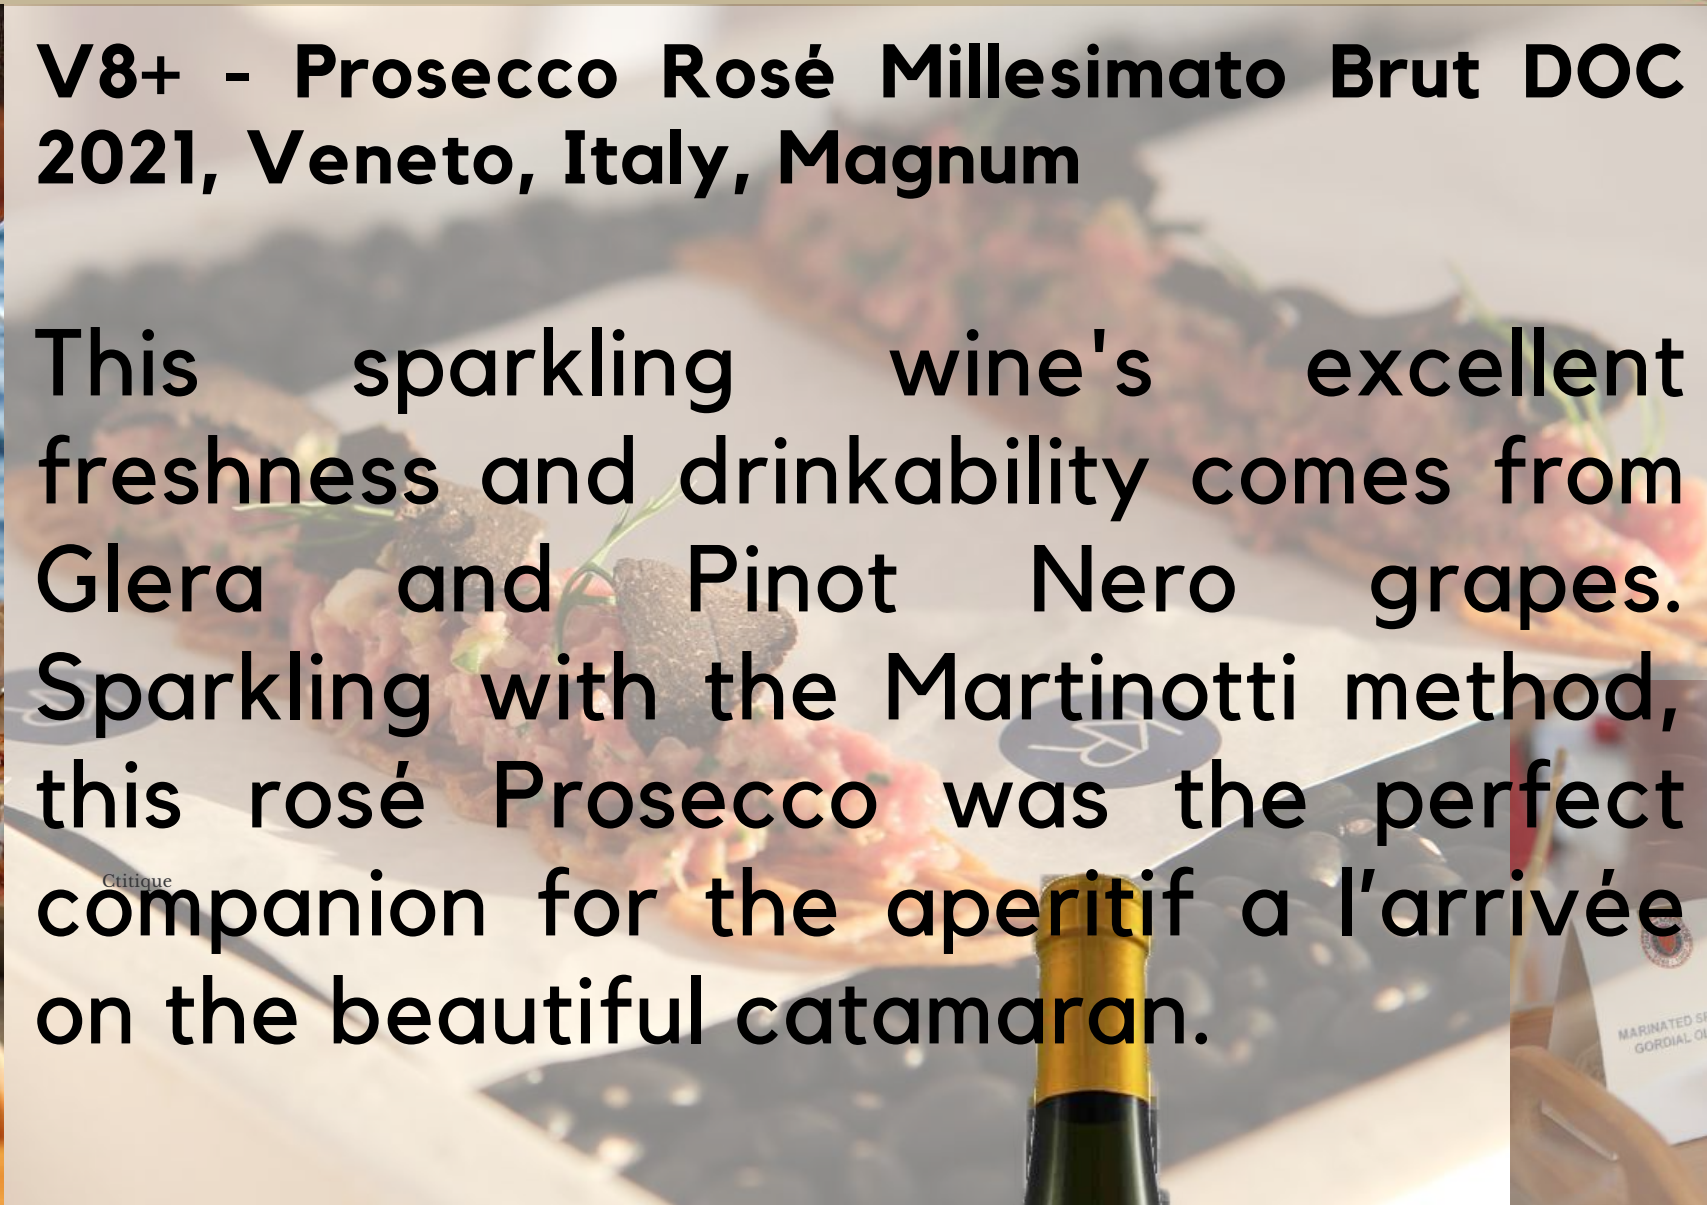 V8+ - Prosecco Rosé Millesimato Brut DOC
2021, Veneto, Italy, Magnum
This sparkling wine's excellent
freshness and drinkability comes from
Glera and Pinot Nero grapes.
Sparkling with the Martinotti method,
this rosé Prosecco was the perfect
Ctitique
companion for the aperitif a l’arrivée
on the beautiful catamaran.
MARINATED
GORDIAL